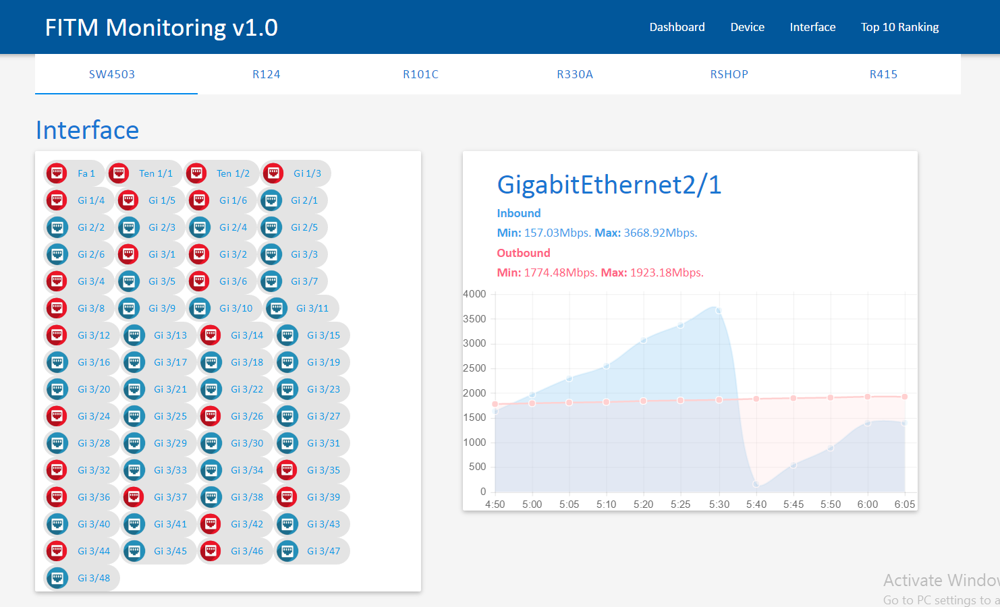 FITM Monitoring v1.0
Dashboard Device Interface Top 10 Ranking
SW4503 R124 R101C R330A RSHOP R415
Interface
Fa 1 Ten 1/1 Ten 1/2 Gi 1/3
Gi 1/4 Gi 1/5 Gi 1/6 Gi 2/1
Gi 2/2 Gi 2/3 Gi 2/4 Gi 2/5
Gi 2/6 Gi 3/1 Gi 3/2 Gi 3/3
Gi 3/4 Gi 3/5 Gi 3/6 Gi 3/7
Gi 3/8 Gi 3/9 Gi 3/10 Gi 3/11
Gi 3/12 Gi 3/13 Gi 3/14 Gi 3/15
Gi 3/16 Gi 3/17 Gi 3/18 Gi 3/19
Gi 3/20 Gi 3/21 Gi 3/22 Gi 3/23
Gi 3/24 Gi 3/25 Gi 3/26 Gi 3/27
Gi 3/28 Gi 3/29 Gi 3/30 Gi 3/31
Gi 3/32 Gi 3/33 Gi 3/34 Gi 3/35
Gi 3/36 Gi 3/37 Gi 3/38 Gi 3/39
Gi 3/40 Gi 3/41 Gi 3/42 Gi 3/43
Gi 3/44 Gi 3/45 Gi 3/46 Gi 3/47
Gi 3/48
GigabitEthernet2/1
Inbound
Min: 157.03Mbps. Max: 3668.92Mbps.
Outbound
Min: 1774.48Mbps. Max: 1923.18Mbps.
4000
3500
3000
2500
2000
1500
1000
500
0
4:50 5:00 5:05 5:10 5:20 5:25 5:30 5:40 5:45 5:50 6:00 6:05
Activate Window
Go to PC settings to a